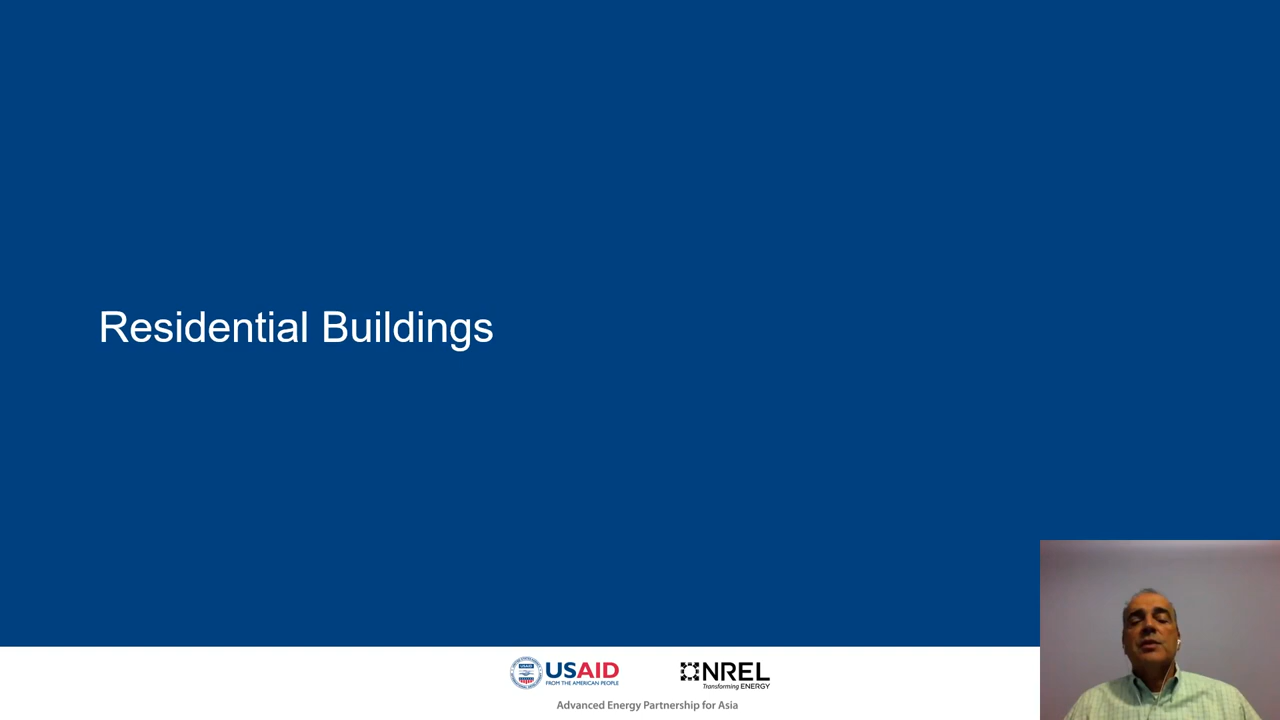 Residential Buildings
USAID
FROM THE AMERICAN PEOPLE
NREL
Transforming ENERGY
Advanced Energy Partnership for Asia